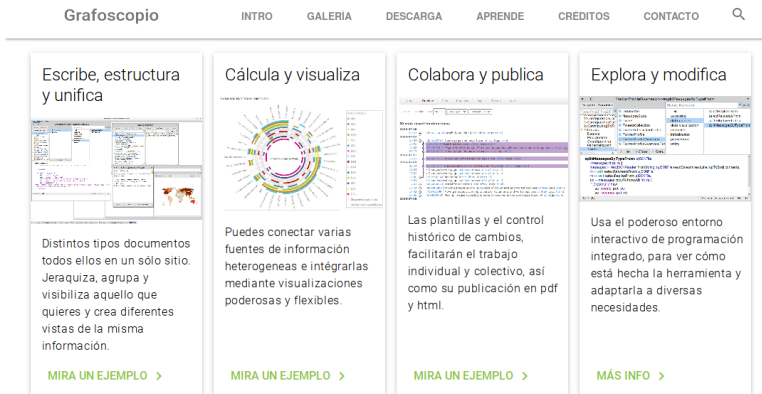 Grafoscopio
INTRO
GALERÍA
DESCARGA
APRENDE
CRÉDITOS
CONTACTO
Escribe, estructura
y unifica
Distintos tipos documentos
todos ellos en un sólo sitio.
Jeraquiza, agrupa y
visibiliza aquello que
quieres y crea diferentes
vistas de la misma
información.
MIRA UN EJEMPLO
Cálcula y visualiza
Puedes conectar varias
fuentes de información
heterogeneas e intégrarlas
mediante visualizaciones
poderosas y flexibles.
MIRA UN EJEMPLO
Colabora y publica
Las plantillas y el control
histórico de cambios,
facilitarán el trabajo
individual y colectivo, así
como su publicación en pdf
y html.
MIRA UN EJEMPLO
Explora y modifica
Usa el poderoso entorno
interactivo de programación
integrado, para ver cómo
está hecha la herramienta y
adaptarla a diversas
necesidades.
MÁS INFO